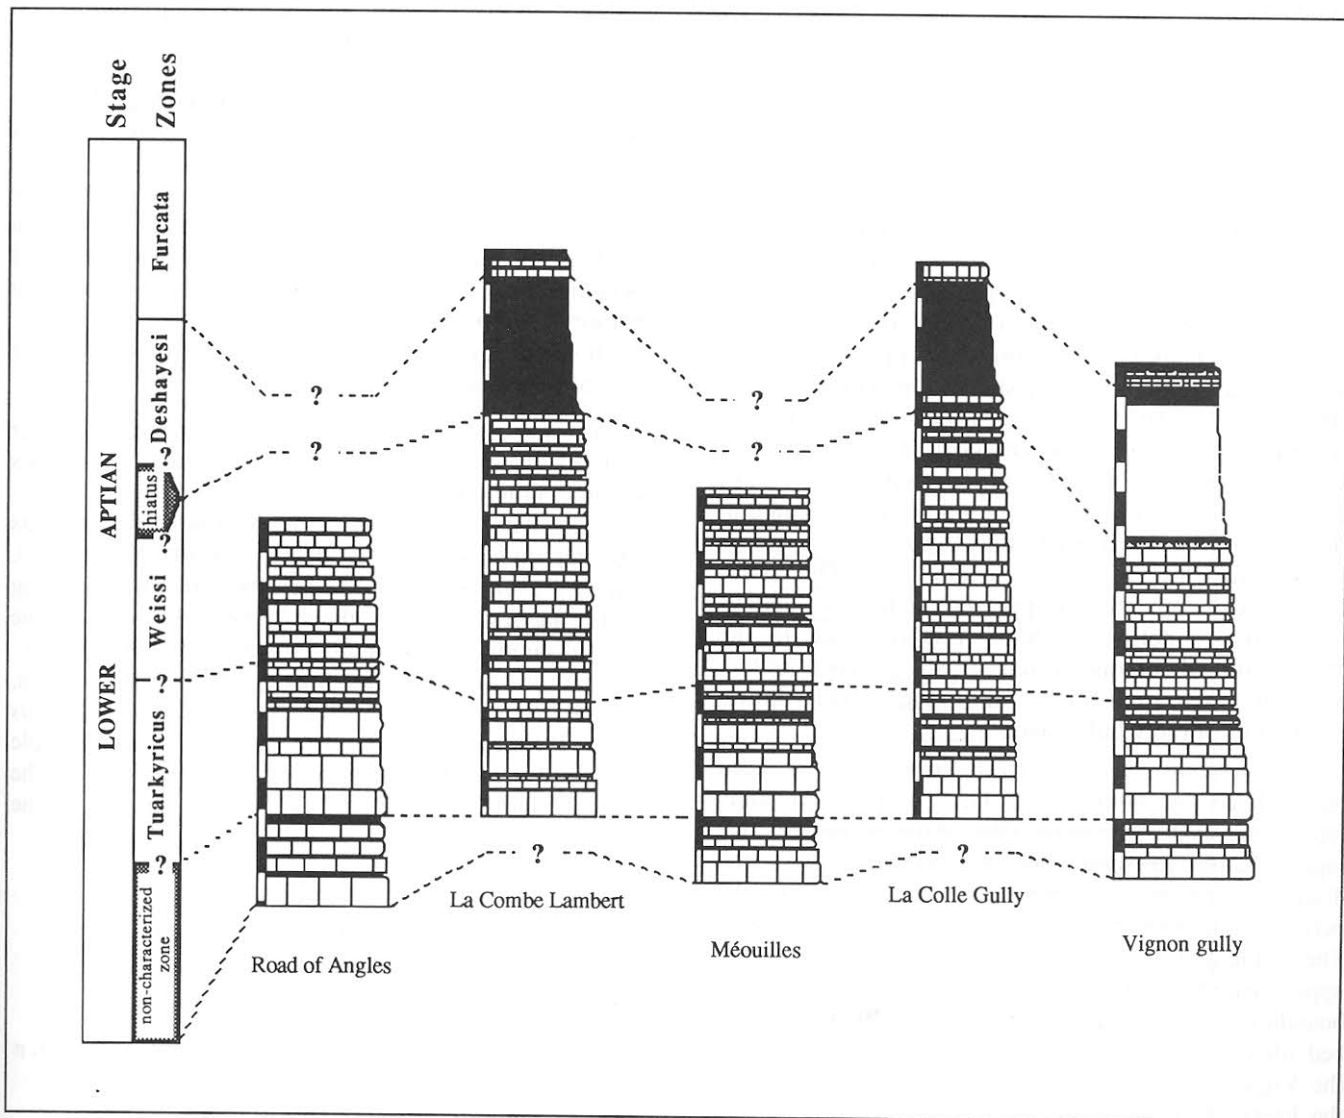 Stage
Zones
Furcata
Deshayesi
?
hiatus
?
Weissi
?
Tuarkyricus
?
non-characterized
zone
LOWER APTIAN
?
?
?
?
?
?
Road of Angles
La Combe Lambert
Méouilles
La Colle Gully
Vignon gully